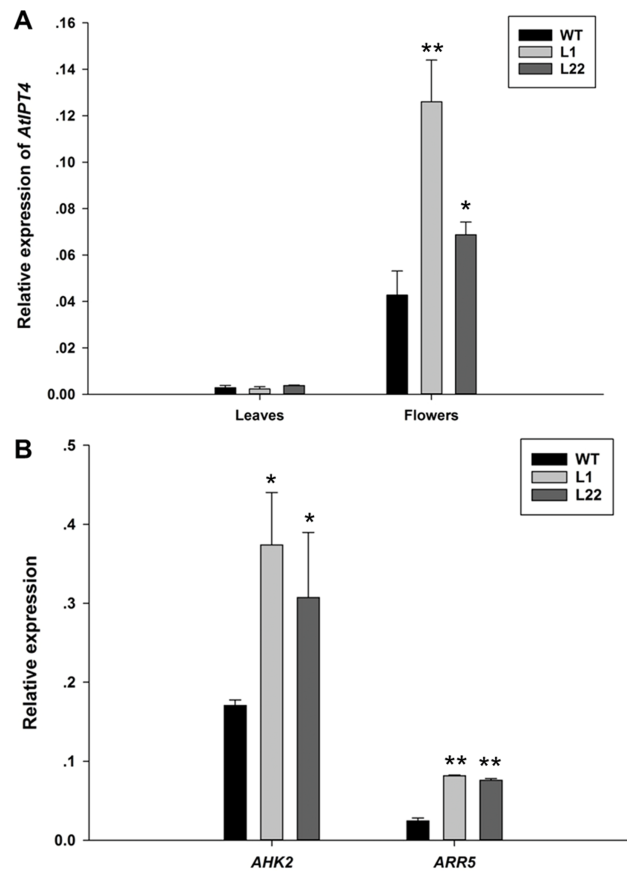 A
Relative expression of AtIPT4
.16
.14
.12
.10
.08
.06
.04
.02
0.00
WT
L1
L22
**
*
Leaves
Flowers
B
Relative expression
.5
.4
.3
.2
.1
0.0
WT
L1
L22
*
*
**
**
AHK2
ARR5